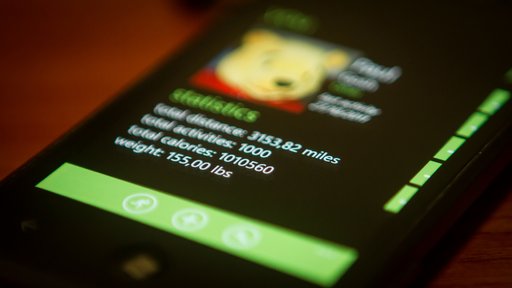 statistics
total distance: 3153,82 miles
total activities: 1000
total calories: 1010560
weight: 155,00 lbs